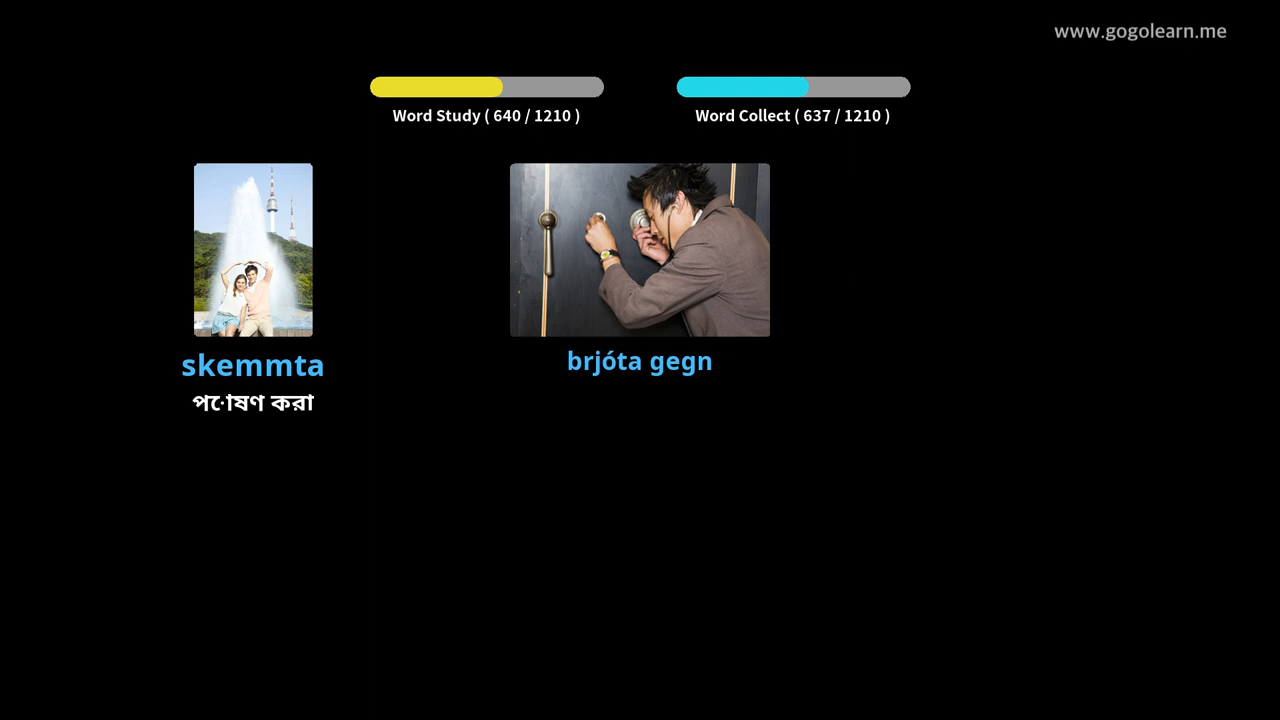 www.gogolearn.me
Word Study ( 640 / 1210 )
Word Collect ( 637 / 1210 )
skemmta
পোষণ করা
brjóta gegn